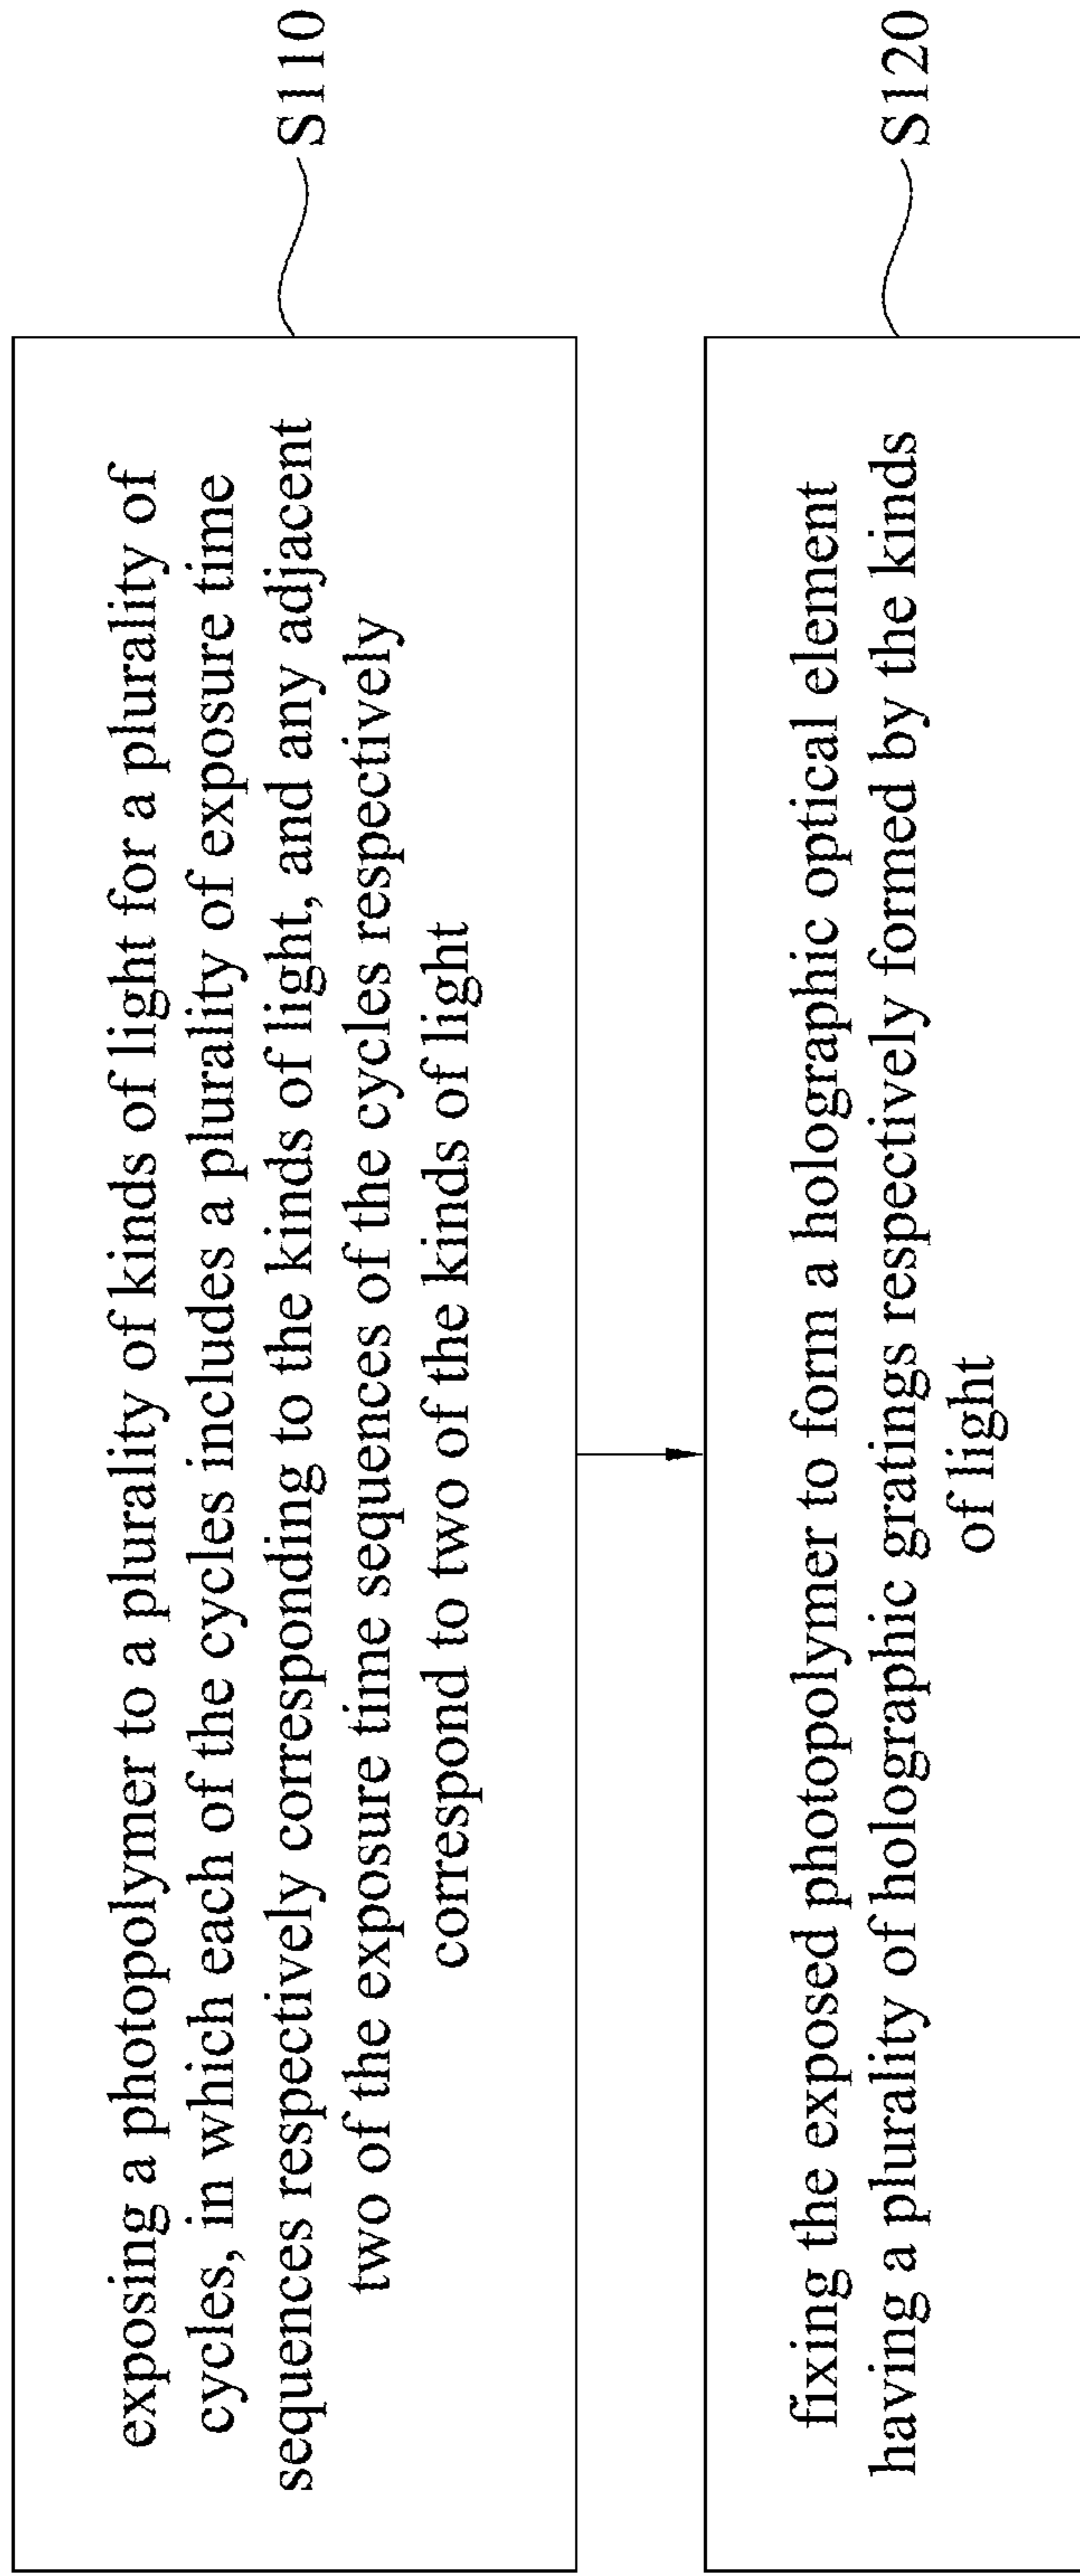 exposing a photopolymer to a plurality of kinds of light for a plurality of
cycles, in which each of the cycles includes a plurality of exposure time
sequences respectively corresponding to the kinds of light, and any adjacent
two of the exposure time sequences of the cycles respectively
correspond to two of the kinds of light
S110
fixing the exposed photopolymer to form a holographic optical element
having a plurality of holographic gratings respectively formed by the kinds
of light
S120